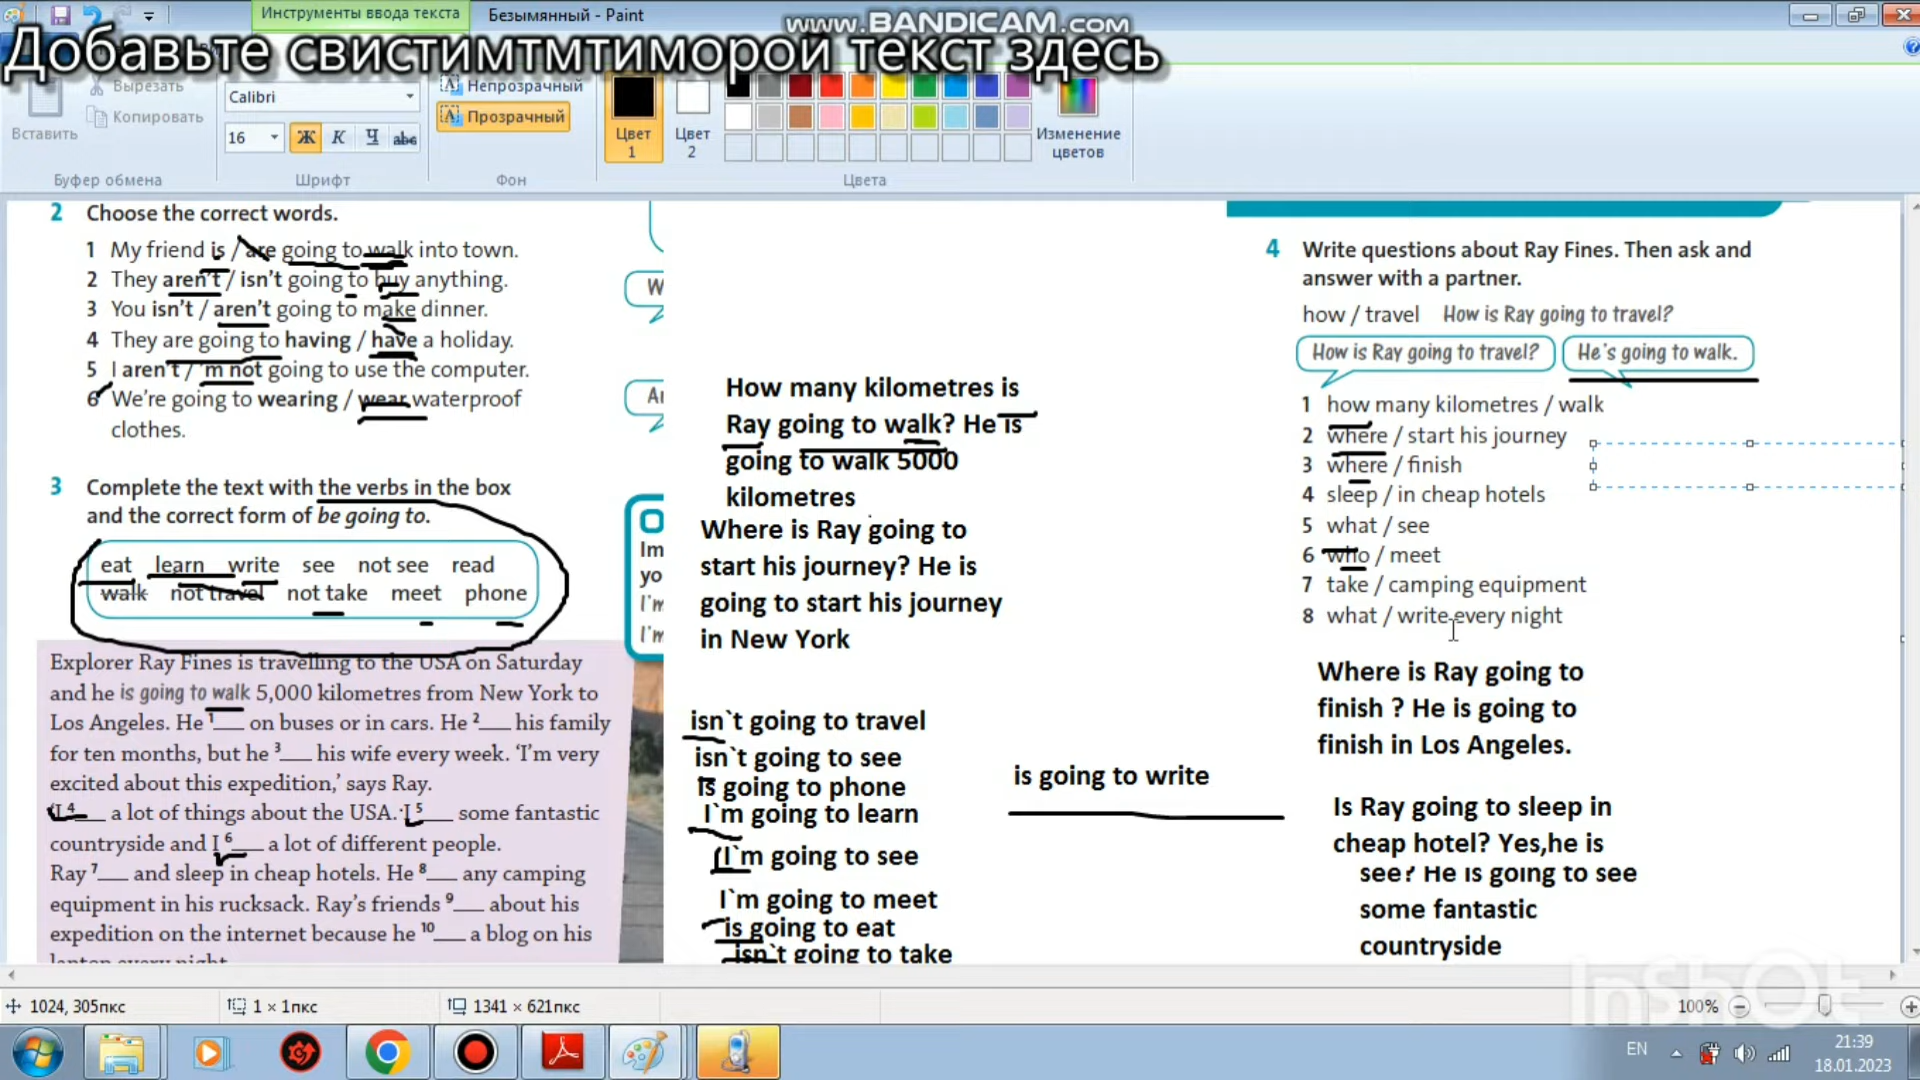 Инструменты ввода текста
Безымянный - Paint
www.BANDICAM.com
Добавьте свистимтмтиморой текст здесь
Вставить
Вырезать
Копировать
Буфер обмена
Calibri
16
Ж К Ч abc
Шрифт
Непрозрачный
Прозрачный
Фон
Цвет 1
Цвет 2
Изменение цветов
Цвета
2 Choose the correct words.
1 My friend is / are going to walk into town.
2 They aren't / isn't going to buy anything.
3 You isn't / aren't going to make dinner.
4 They are going to having / have a holiday.
5 I aren't / 'm not going to use the computer.
6 We're going to wearing / wear waterproof
clothes.
3 Complete the text with the verbs in the box
and the correct form of be going to.
eat learn write see not see read
walk not travel not take meet phone
Explorer Ray Fines is travelling to the USA on Saturday
and he is going to walk 5,000 kilometres from New York to
Los Angeles. He 1___ on buses or in cars. He 2___ his family
for ten months, but he 3___ his wife every week. 'I'm very
excited about this expedition,' says Ray.
'I 4___ a lot of things about the USA. I 5___ some fantastic
countryside and I 6___ a lot of different people.
Ray 7___ and sleep in cheap hotels. He 8___ any camping
equipment in his rucksack. Ray's friends 9___ about his
expedition on the internet because he 10___ a blog on his
laptop every night.
W
Ar
O
Im
yo
I'm
I'm
How many kilometres is
Ray going to walk? He is
going to walk 5000
kilometres
Where is Ray going to
start his journey? He is
going to start his journey
in New York
isn`t going to travel
isn`t going to see
is going to phone
I`m going to learn
I`m going to see
I`m going to meet
is going to eat
isn`t going to take
is going to write
4 Write questions about Ray Fines. Then ask and
answer with a partner.
how / travel How is Ray going to travel?
How is Ray going to travel? He's going to walk.
1 how many kilometres / walk
2 where / start his journey
3 where / finish
4 sleep / in cheap hotels
5 what / see
6 who / meet
7 take / camping equipment
8 what / write every night
Where is Ray going to
finish ? He is going to
finish in Los Angeles.
Is Ray going to sleep in
cheap hotel? Yes,he is
see? He is going to see
some fantastic
countryside
InShOt
1024, 305пкс
1 × 1пкс
1341 × 621пкс
100%
EN
21:39
18.01.2023